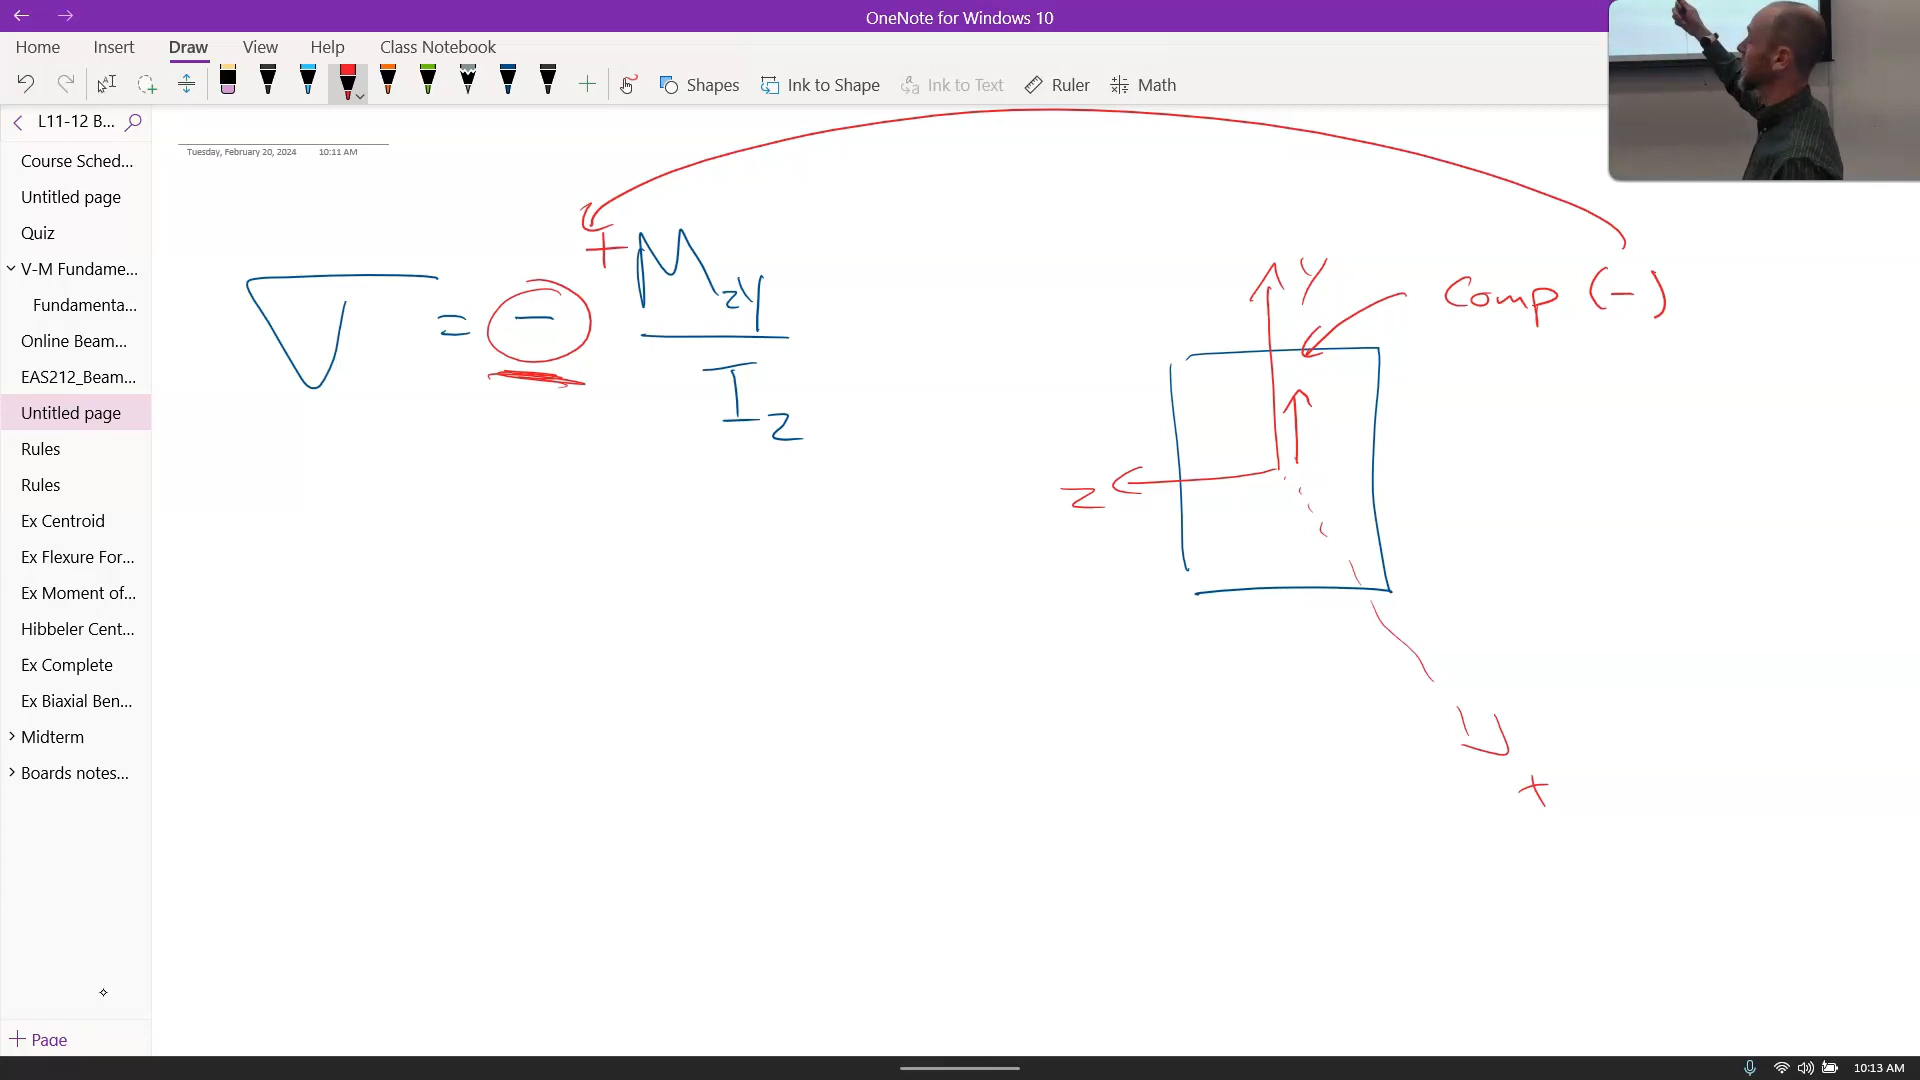 OneNote for Windows 10
Home Insert Draw View Help Class Notebook
Shapes Ink to Shape Ink to Text Ruler Math
L11-12 B...
Course Sched...
Untitled page
Quiz
V-M Fundame...
Fundamenta...
Online Beam...
EAS212_Beam...
Untitled page
Rules
Rules
Ex Centroid
Ex Flexure For...
Ex Moment of...
Hibbeler Cent...
Ex Complete
Ex Biaxial Ben...
Midterm
Boards notes...
+ Page
Tuesday, February 20, 2024 10:11 AM
+
σ = - Mzy
Iz
Y
Comp (-)
z
+
10:13 AM